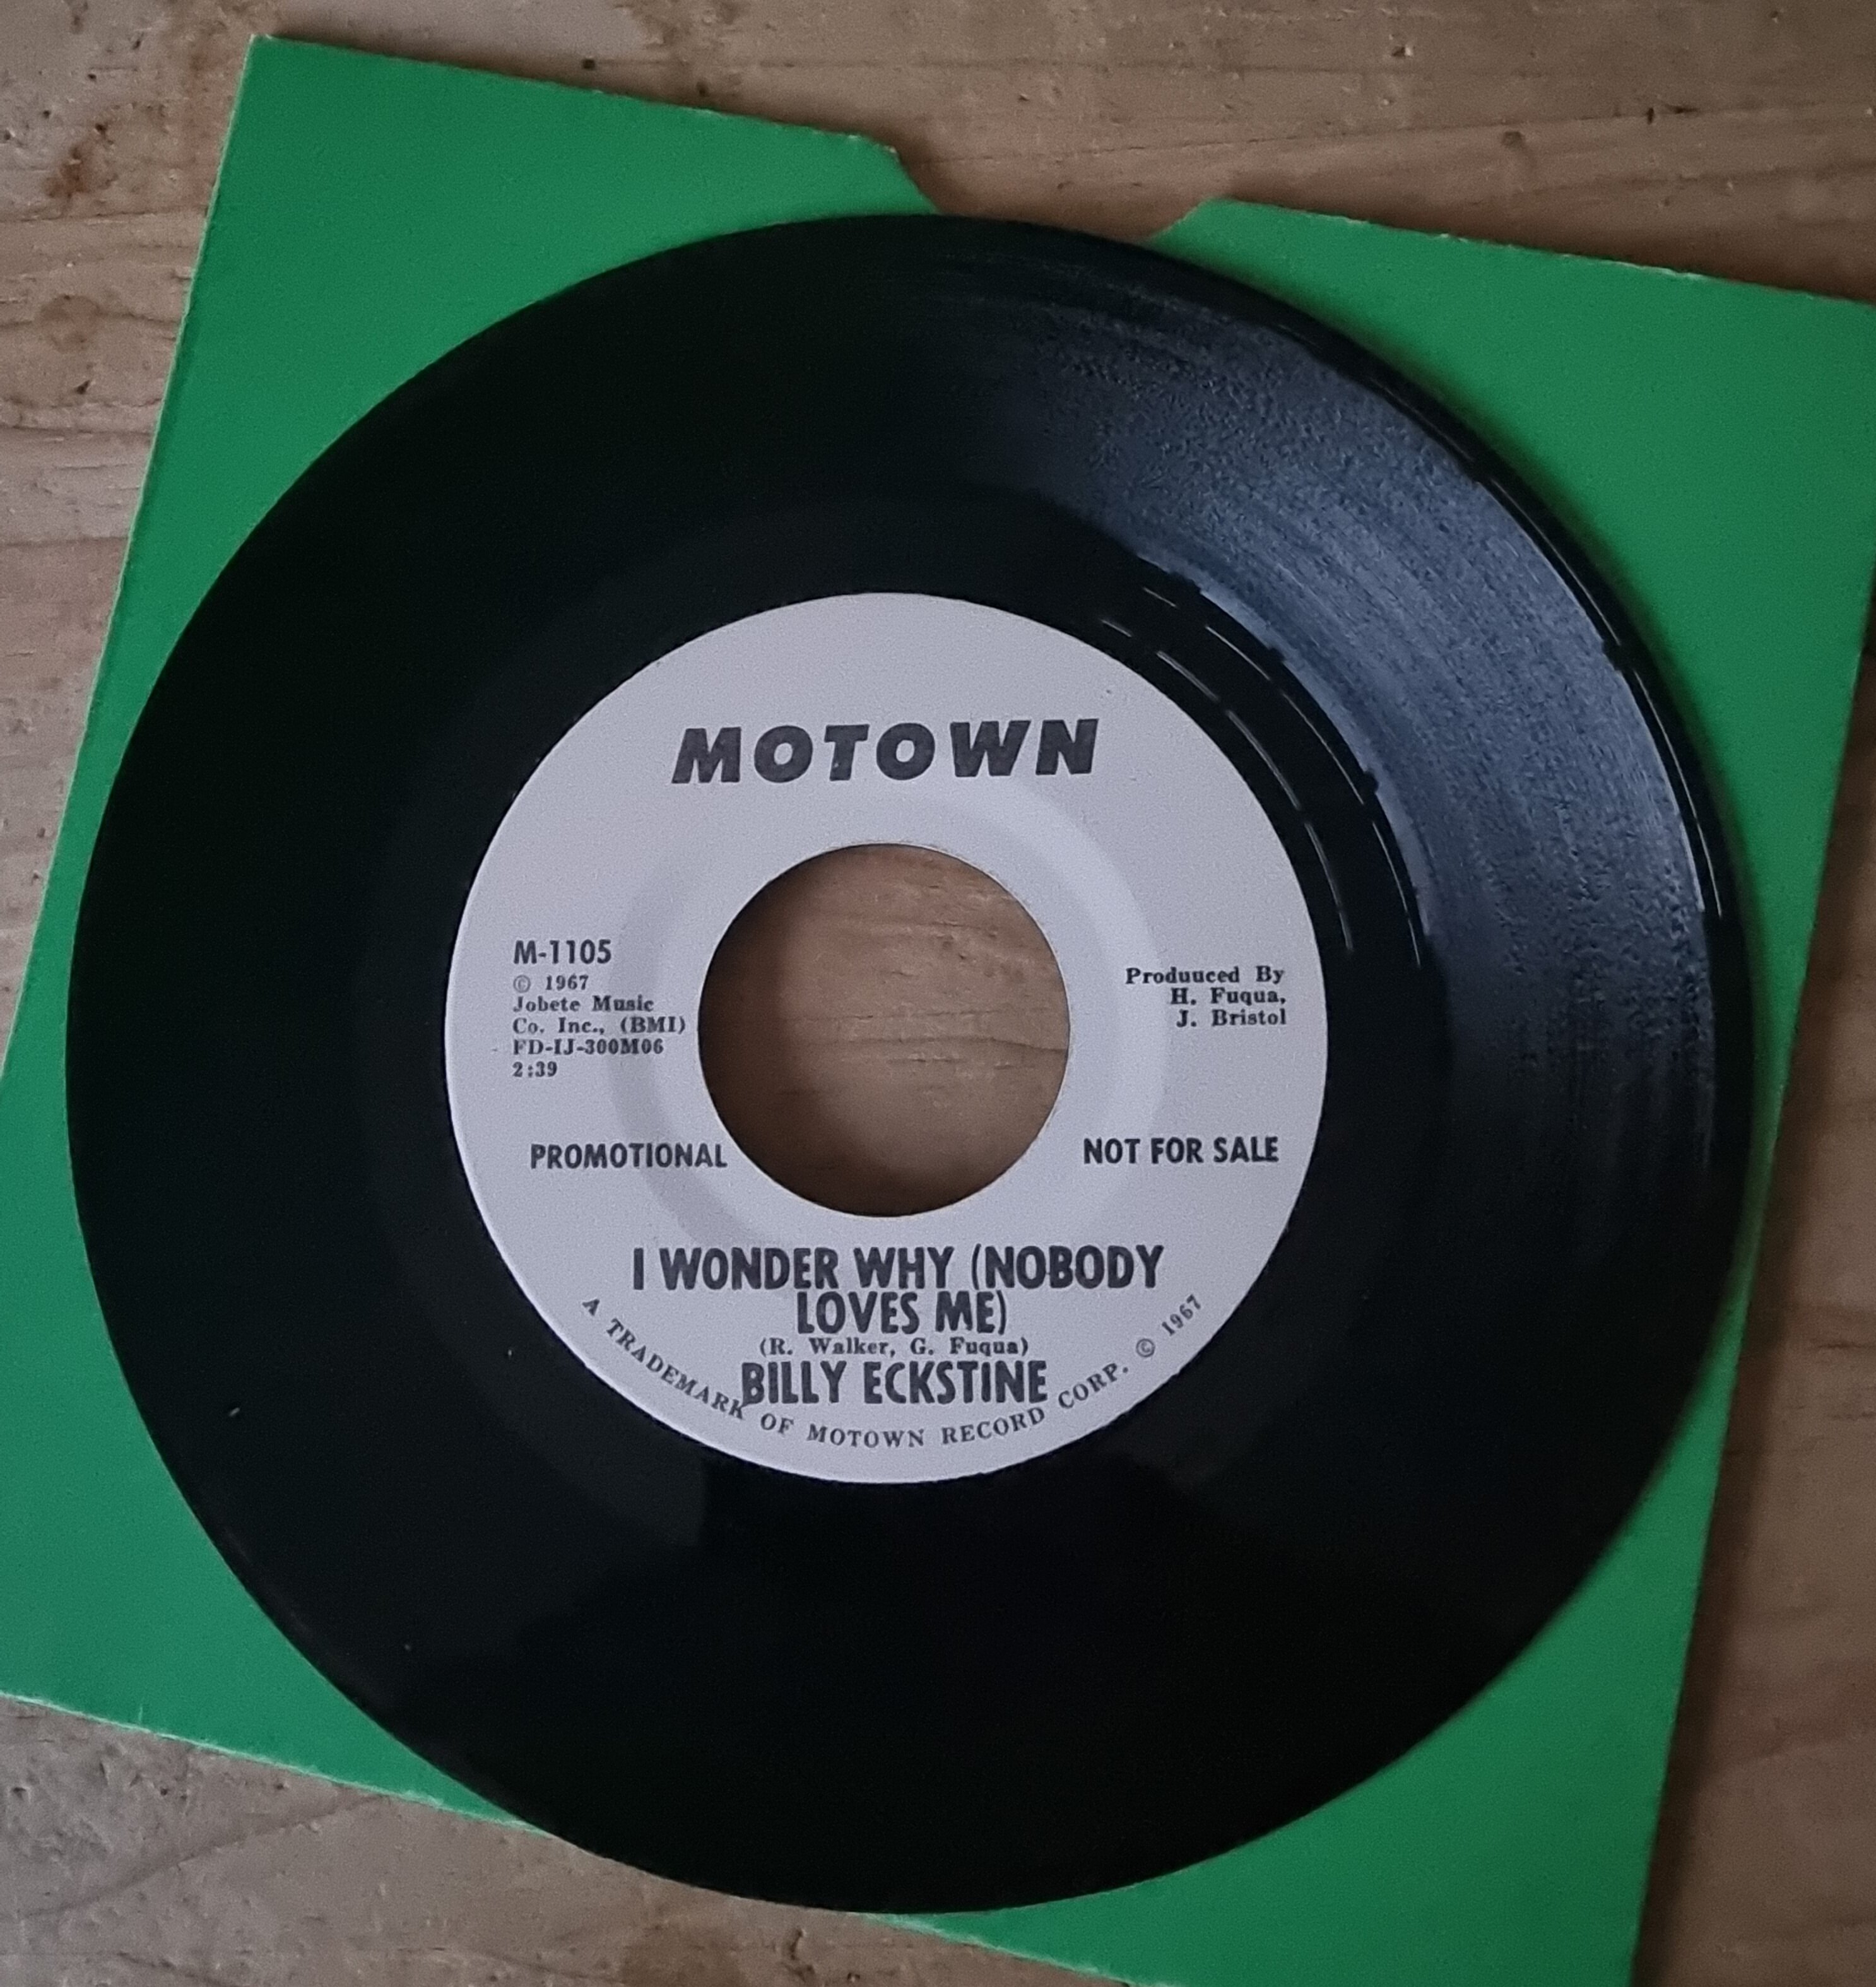 MOTOWN
M-1105
© 1967
Jobete Music
Co. Inc., (BMI)
FD-IJ-300M06
2:39
Produuced By
H. Fuqua,
J. Bristol
PROMOTIONAL
NOT FOR SALE
I WONDER WHY (NOBODY
LOVES ME)
(R. Walker, G. Fuqua)
BILLY ECKSTINE
A TRADEMARK OF MOTOWN RECORD CORP. © 1967